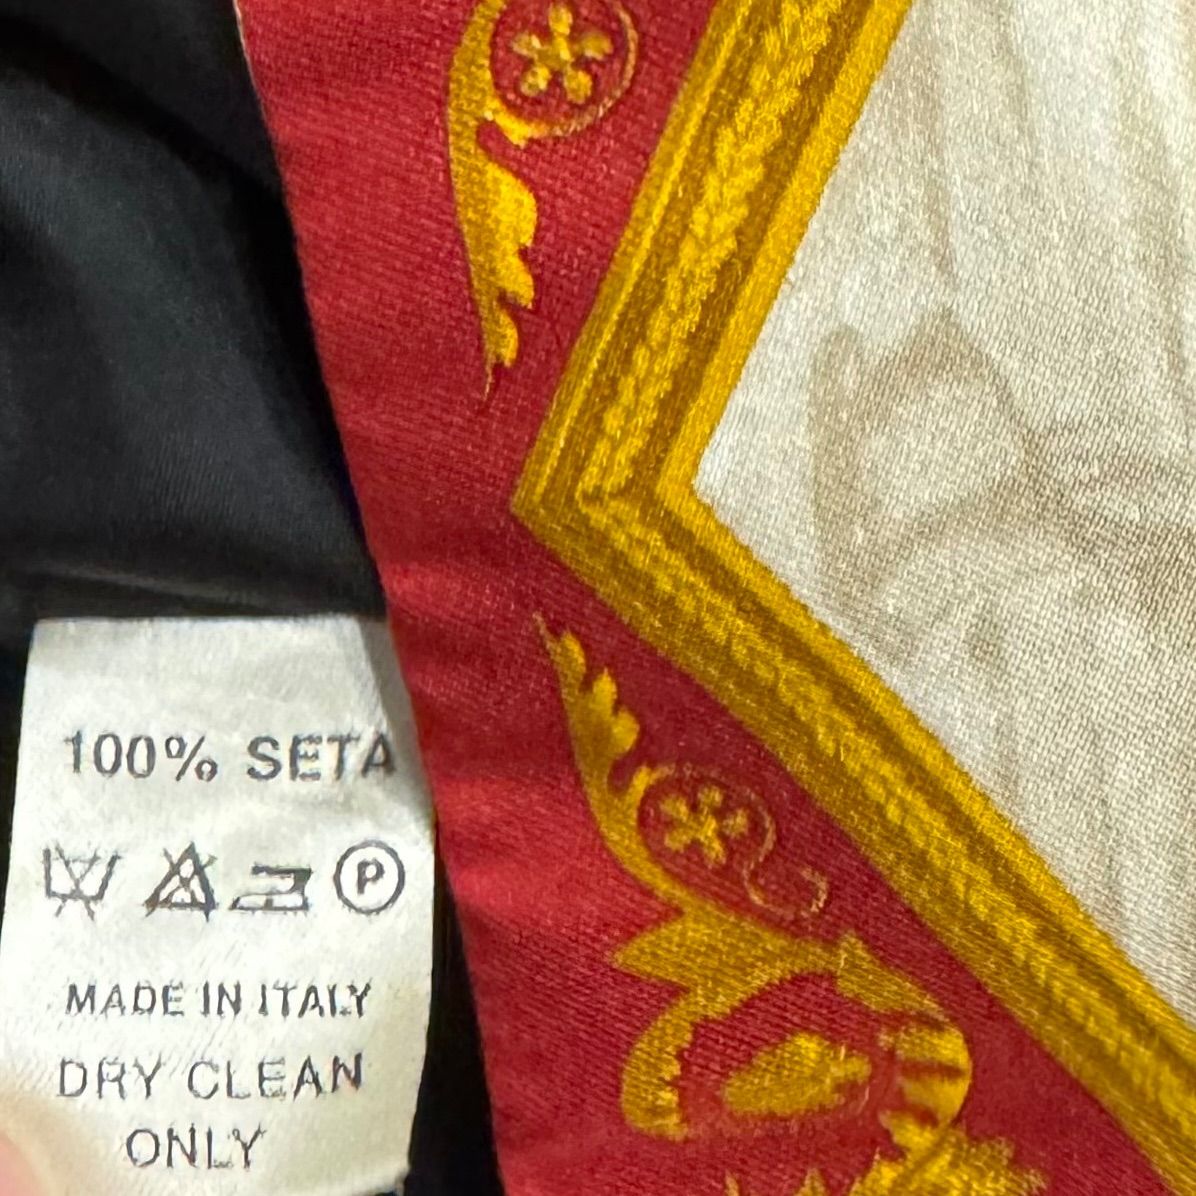 100% SETA
P
MADE IN ITALY
DRY CLEAN
ONLY